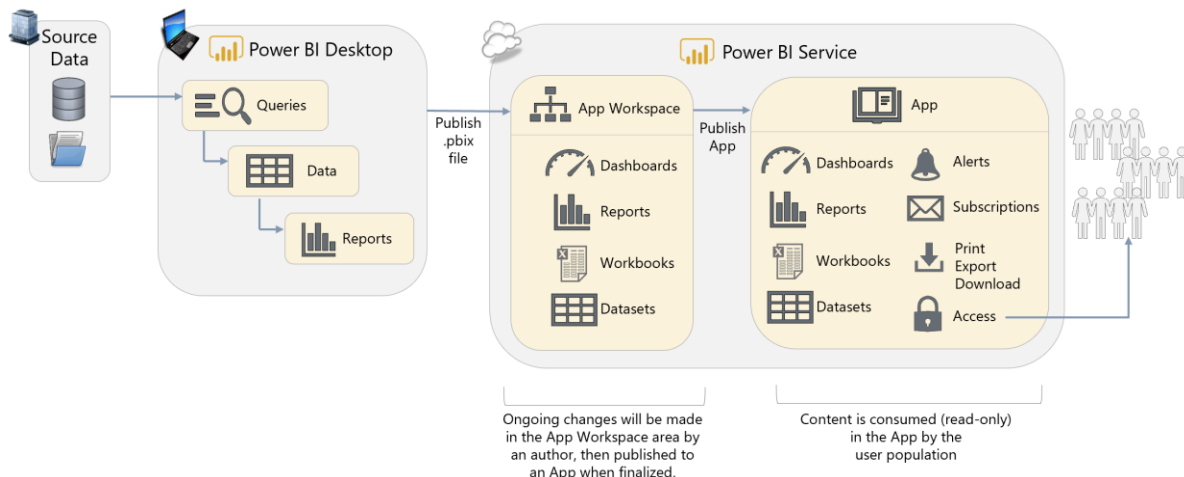 Source
Data
Power BI Desktop
Queries
Data
Reports
Publish
.pbix
file
Power BI Service
App Workspace
Dashboards
Reports
Workbooks
Datasets
Publish
App
App
Dashboards
Reports
Workbooks
Datasets
Alerts
Subscriptions
Print
Export
Download
Access
Ongoing changes will be made
in the App Workspace area by
an author, then published to
an App when finalized.
Content is consumed (read-only)
in the App by the
user population